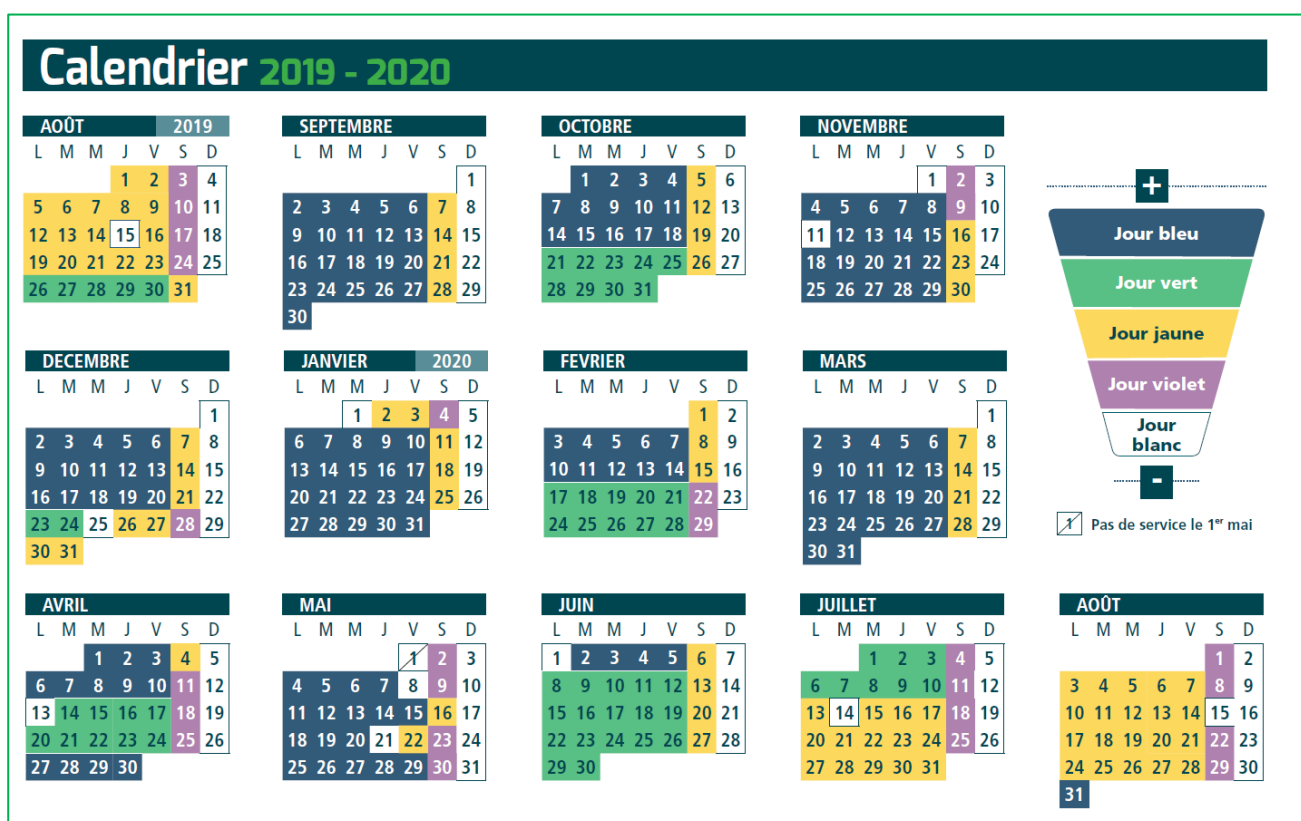 Calendrier 2019 - 2020
AOÛT 2019
L M M J V S D
1 2 3 4
5 6 7 8 9 10 11
12 13 14 15 16 17 18
19 20 21 22 23 24 25
26 27 28 29 30 31
SEPTEMBRE
L M M J V S D
1
2 3 4 5 6 7 8
9 10 11 12 13 14 15
16 17 18 19 20 21 22
23 24 25 26 27 28 29
30
OCTOBRE
L M M J V S D
1 2 3 4 5 6
7 8 9 10 11 12 13
14 15 16 17 18 19 20
21 22 23 24 25 26 27
28 29 30 31
NOVEMBRE
L M M J V S D
1 2 3
4 5 6 7 8 9 10
11 12 13 14 15 16 17
18 19 20 21 22 23 24
25 26 27 28 29 30
+
Jour bleu
Jour vert
Jour jaune
Jour violet
Jour
blanc
-
1 Pas de service le 1er mai
DECEMBRE
L M M J V S D
1
2 3 4 5 6 7 8
9 10 11 12 13 14 15
16 17 18 19 20 21 22
23 24 25 26 27 28 29
30 31
JANVIER 2020
L M M J V S D
1 2 3 4 5
6 7 8 9 10 11 12
13 14 15 16 17 18 19
20 21 22 23 24 25 26
27 28 29 30 31
FEVRIER
L M M J V S D
1 2
3 4 5 6 7 8 9
10 11 12 13 14 15 16
17 18 19 20 21 22 23
24 25 26 27 28 29
MARS
L M M J V S D
1
2 3 4 5 6 7 8
9 10 11 12 13 14 15
16 17 18 19 20 21 22
23 24 25 26 27 28 29
30 31
AVRIL
L M M J V S D
1 2 3 4 5
6 7 8 9 10 11 12
13 14 15 16 17 18 19
20 21 22 23 24 25 26
27 28 29 30
MAI
L M M J V S D
1 2 3
4 5 6 7 8 9 10
11 12 13 14 15 16 17
18 19 20 21 22 23 24
25 26 27 28 29 30 31
JUIN
L M M J V S D
1 2 3 4 5 6 7
8 9 10 11 12 13 14
15 16 17 18 19 20 21
22 23 24 25 26 27 28
29 30
JUILLET
L M M J V S D
1 2 3 4 5
6 7 8 9 10 11 12
13 14 15 16 17 18 19
20 21 22 23 24 25 26
27 28 29 30 31
AOÛT
L M M J V S D
1 2
3 4 5 6 7 8 9
10 11 12 13 14 15 16
17 18 19 20 21 22 23
24 25 26 27 28 29 30
31